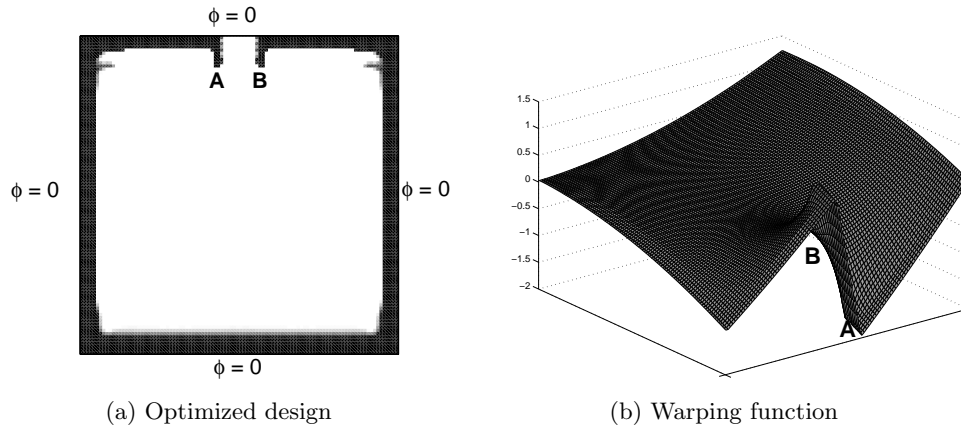 ϕ = 0
A B
ϕ = 0
ϕ = 0
ϕ = 0
(a) Optimized design
1.5
1
0.5
0
−0.5
−1
−1.5
−2
B
A
(b) Warping function